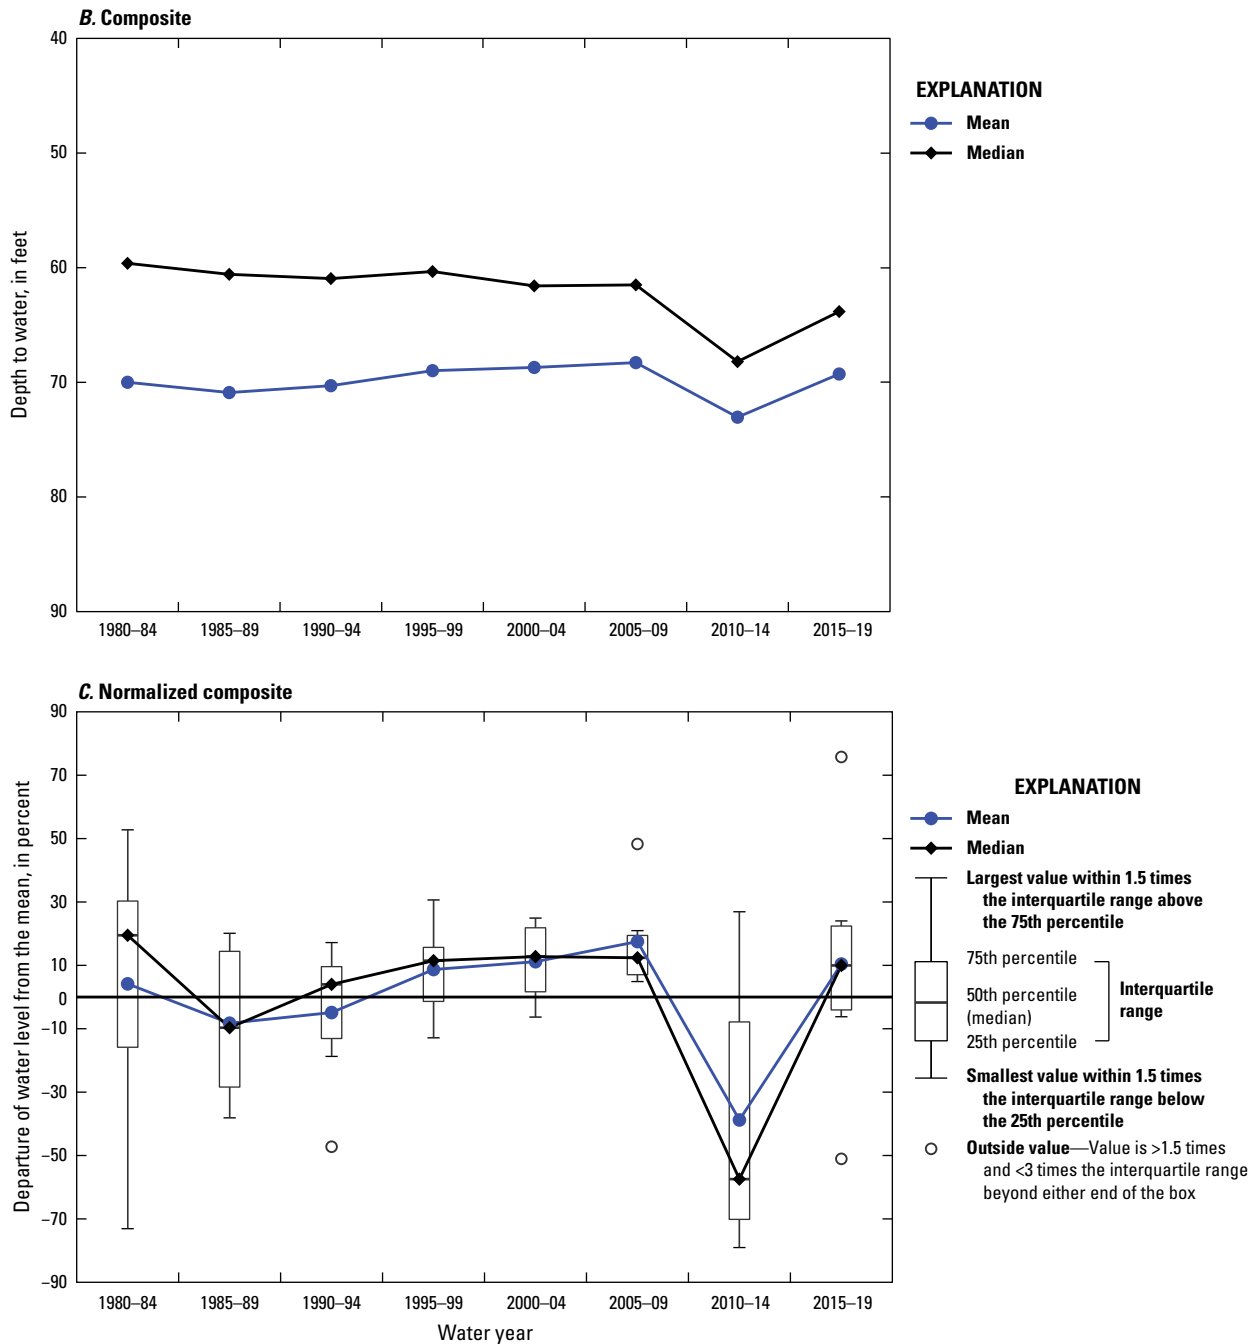 B. Composite
40
50
60
70
80
90
Depth to water, in feet
1980–84 1985–89 1990–94 1995–99 2000–04 2005–09 2010–14 2015–19
EXPLANATION
Mean
Median
C. Normalized composite
90
70
50
30
10
0
–10
–30
–50
–70
–90
Departure of water level from the mean, in percent
1980–84 1985–89 1990–94 1995–99 2000–04 2005–09 2010–14 2015–19
Water year
EXPLANATION
Mean
Median
Largest value within 1.5 times
the interquartile range above
the 75th percentile
75th percentile
50th percentile
(median)
25th percentile
Interquartile
range
Smallest value within 1.5 times
the interquartile range below
the 25th percentile
Outside value—Value is >1.5 times
and <3 times the interquartile range
beyond either end of the box